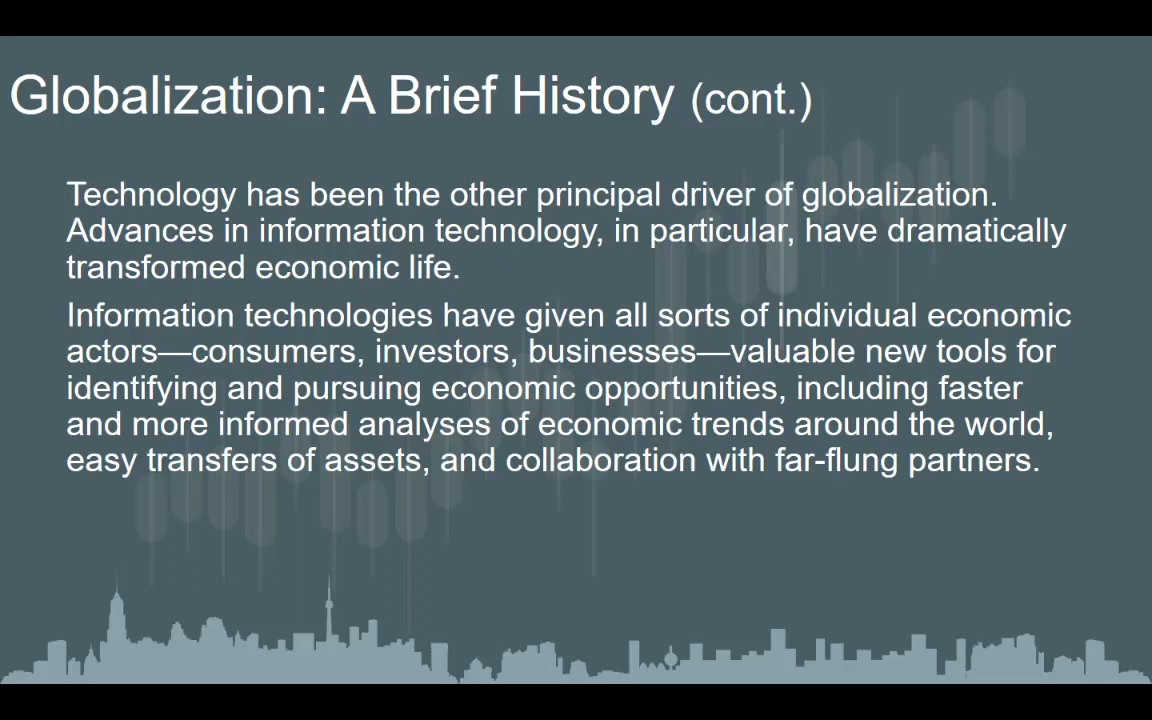 Globalization: A Brief History (cont.)
Technology has been the other principal driver of globalization.
Advances in information technology, in particular, have dramatically
transformed economic life.
Information technologies have given all sorts of individual economic
actors—consumers, investors, businesses—valuable new tools for
identifying and pursuing economic opportunities, including faster
and more informed analyses of economic trends around the world,
easy transfers of assets, and collaboration with far-flung partners.